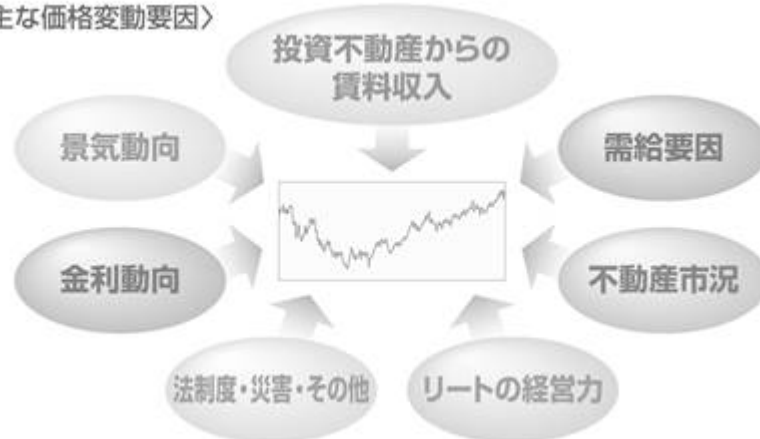 主な価格変動要因〉
投資不動産からの
賃料収入
景気動向
需給要因
金利動向
不動産市況
法制度・災害・その他
リートの経営力